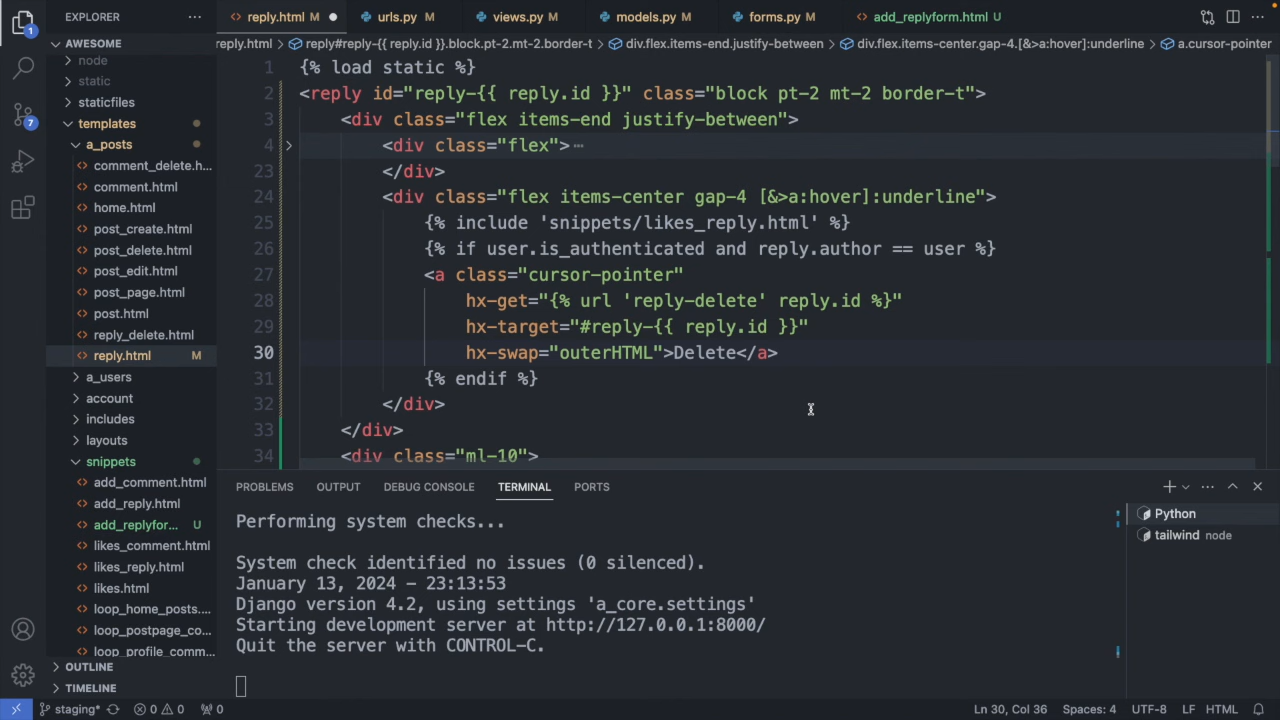 EXPLORER
reply.html M
urls.py M
views.py M
models.py M
forms.py M
add_replyform.html U
1
AWESOME
reply.html > reply#reply-{{ reply.id }}.block.pt-2.mt-2.border-t > div.flex.items-end.justify-between > div.flex.items-center.gap-4.[&>a:hover]:underline > a.cursor-pointer
node
static
staticfiles
templates
a_posts
comment_delete.h...
comment.html
home.html
post_create.html
post_delete.html
post_edit.html
post_page.html
post.html
reply_delete.html
reply.html M
a_users
account
includes
layouts
snippets
add_comment.html
add_reply.html
add_replyfor... U
likes_comment.html
likes_reply.html
likes.html
loop_home_posts....
loop_postpage_co...
loop_profile_comm...
OUTLINE
TIMELINE
7
1 {% load static %}
2 <reply id="reply-{{ reply.id }}" class="block pt-2 mt-2 border-t">
3 <div class="flex items-end justify-between">
4 <div class="flex"> ...
23 </div>
24 <div class="flex items-center gap-4 [&>a:hover]:underline">
25 {% include 'snippets/likes_reply.html' %}
26 {% if user.is_authenticated and reply.author == user %}
27 <a class="cursor-pointer"
28 hx-get="{% url 'reply-delete' reply.id %}"
29 hx-target="#reply-{{ reply.id }}"
30 hx-swap="outerHTML">Delete</a>
31 {% endif %}
32 </div>
33 </div>
34 <div class="ml-10">
PROBLEMS OUTPUT DEBUG CONSOLE TERMINAL PORTS
Performing system checks...
System check identified no issues (0 silenced).
January 13, 2024 - 23:13:53
Django version 4.2, using settings 'a_core.settings'
Starting development server at http://127.0.0.1:8000/
Quit the server with CONTROL-C.
Python
tailwind node
staging* 0 0 0 Ln 30, Col 36 Spaces: 4 UTF-8 LF HTML